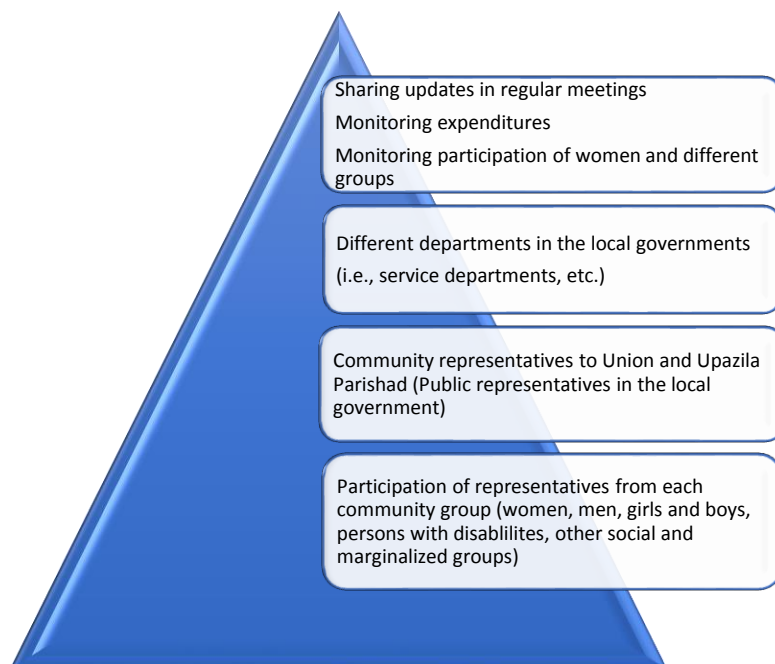 Sharing updates in regular meetings
Monitoring expenditures
Monitoring participation of women and different
groups
Different departments in the local governments
(i.e., service departments, etc.)
Community representatives to Union and Upazila
Parishad (Public representatives in the local
government)
Participation of representatives from each
community group (women, men, girls and boys,
persons with disablilites, other social and
marginalized groups)